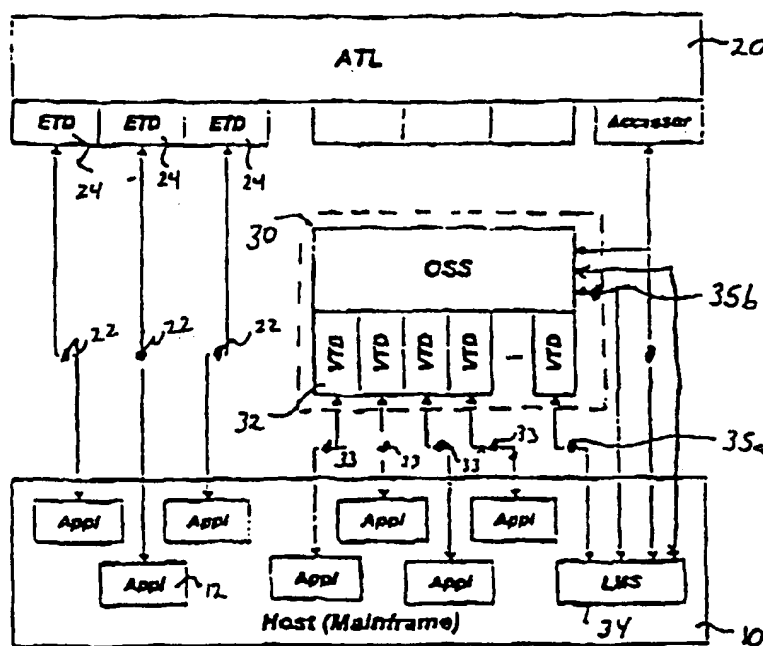 ATL 20
ETD ETD ETD Accessor
24 24 24
30
OSS
35b
22 22 22
VTD VTD VTD VTD – VTD
32
33 33 33 33 35a
Appl Appl Appl Appl
Appl 12 Appl Appl LMS
34
Host (Mainframe) 10